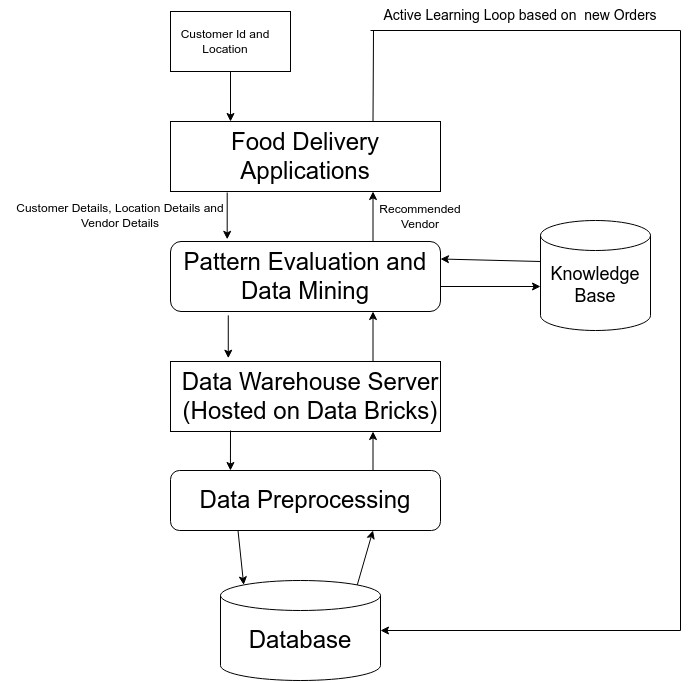 Active Learning Loop based on  new Orders
Customer Id and
Location
Food Delivery
Applications
Customer Details, Location Details and
Vendor Details
Recommended
Vendor
Pattern Evaluation and
Data Mining
Knowledge
Base
Data Warehouse Server
(Hosted on Data Bricks)
Data Preprocessing
Database